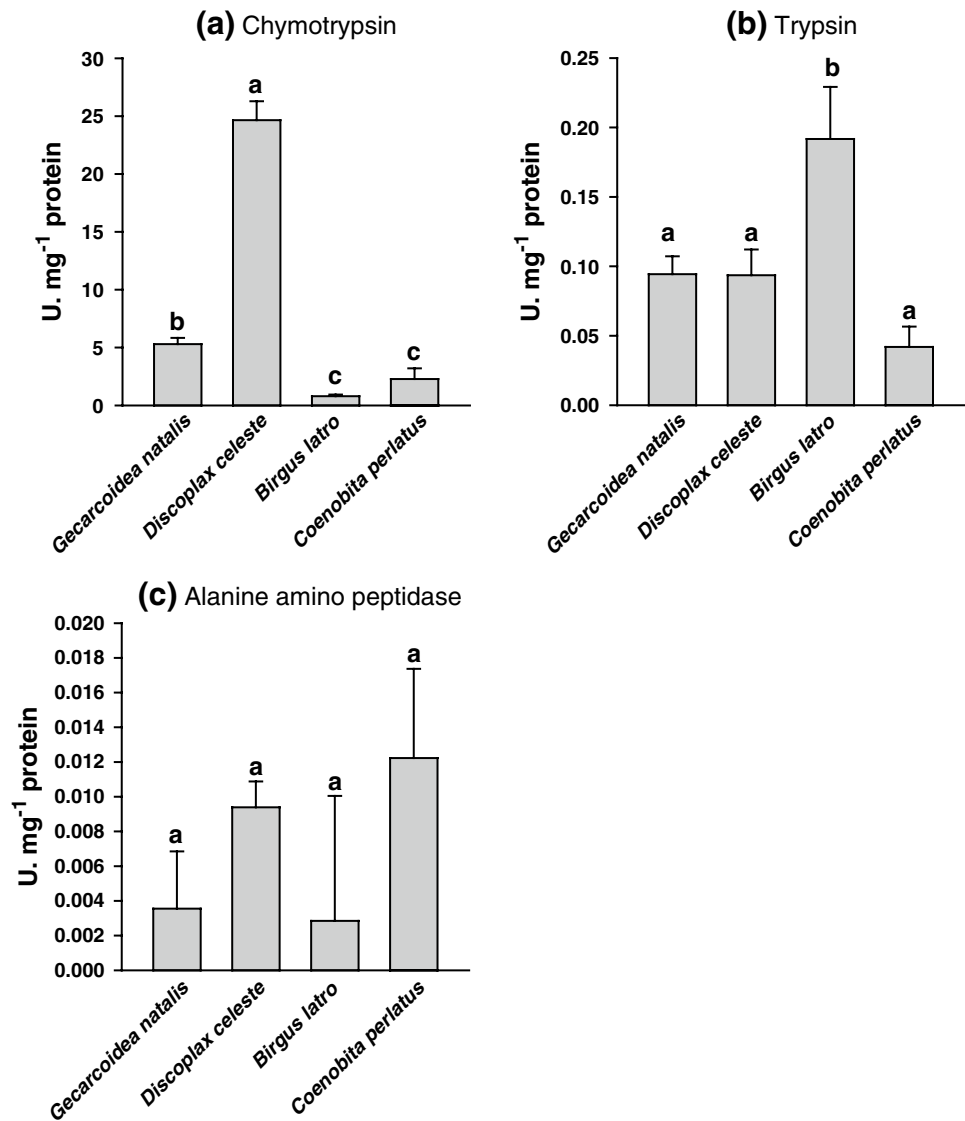 (a) Chymotrypsin
U. mg-1 protein
30
25
20
15
10
5
0
b
a
c
c
Gecarcoidea natalis
Discoplax celeste
Birgus latro
Coenobita perlatus
(b) Trypsin
U. mg-1 protein
0.25
0.20
0.15
0.10
0.05
0.00
a
a
b
a
Gecarcoidea natalis
Discoplax celeste
Birgus latro
Coenobita perlatus
(c) Alanine amino peptidase
U. mg-1 protein
0.020
0.018
0.016
0.014
0.012
0.010
0.008
0.006
0.004
0.002
0.000
a
a
a
a
Gecarcoidea natalis
Discoplax celeste
Birgus latro
Coenobita perlatus